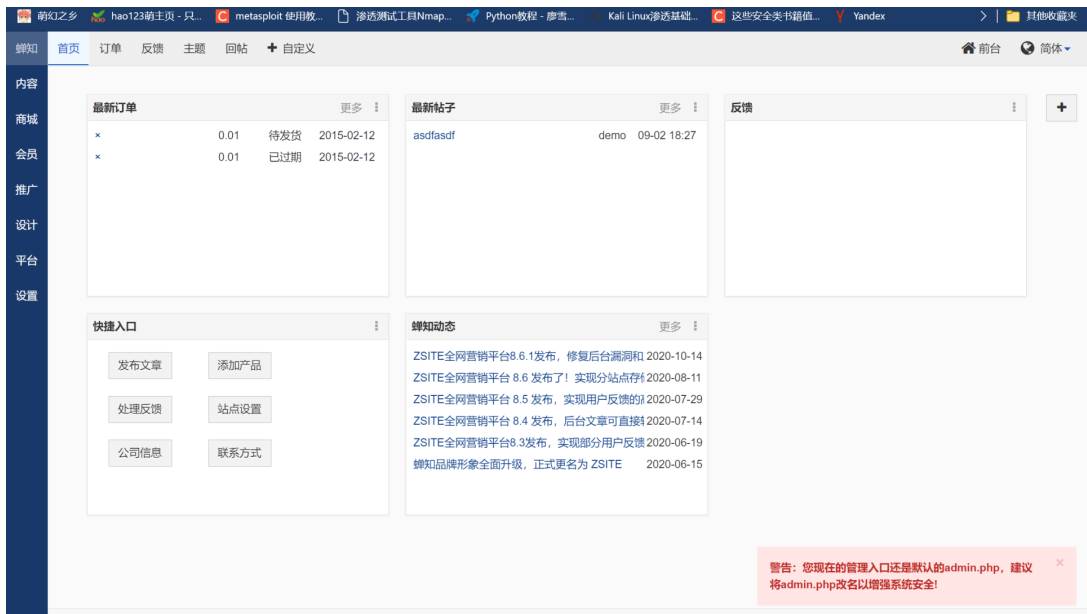 萌幻之乡 hao123萌主页 - 只... metasploit 使用教... 渗透测试工具Nmap... Python教程 - 廖雪... Kali Linux渗透基础... 这些安全类书籍值... Yandex 其他收藏夹
蝉知 首页 订单 反馈 主题 回帖 自定义 前台 简体
内容
商城
会员
推广
设计
平台
设置
最新订单 更多
× 0.01 待发货 2015-02-12
× 0.01 已过期 2015-02-12
最新帖子 更多
asdfasdf demo 09-02 18:27
反馈
快捷入口
发布文章 添加产品
处理反馈 站点设置
公司信息 联系方式
蝉知动态 更多
ZSITE全网营销平台8.6.1发布，修复后台漏洞和 2020-10-14
ZSITE全网营销平台 8.6 发布了！实现分站点存 2020-08-11
ZSITE全网营销平台 8.5 发布，实现用户反馈的 2020-07-29
ZSITE全网营销平台 8.4 发布，后台文章可直接 2020-07-14
ZSITE全网营销平台8.3发布，实现部分用户反馈 2020-06-19
蝉知品牌形象全面升级，正式更名为 ZSITE 2020-06-15
警告：您现在的管理入口还是默认的admin.php，建议
将admin.php改名以增强系统安全!